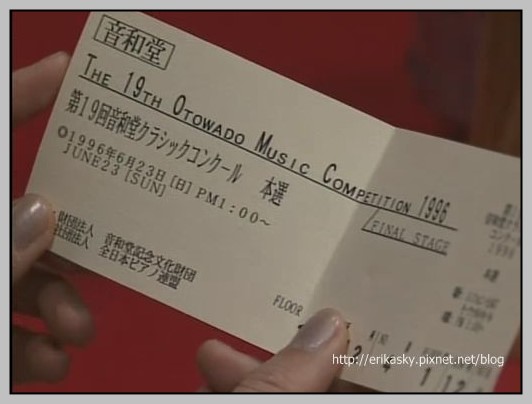 音和堂
THE 19TH OTOWADO MUSIC COMPETITION 1996
第19回音和堂クラシックコンクール 本選
/FINAL STAGE
1996年6月23日 [日] PM1:00~
JUNE23 [SUN]
財団法人 音和堂記念文化財団
社団法人 全日本ピアノ連盟
FLOOR
http://erikasky.pixnet.net/blog